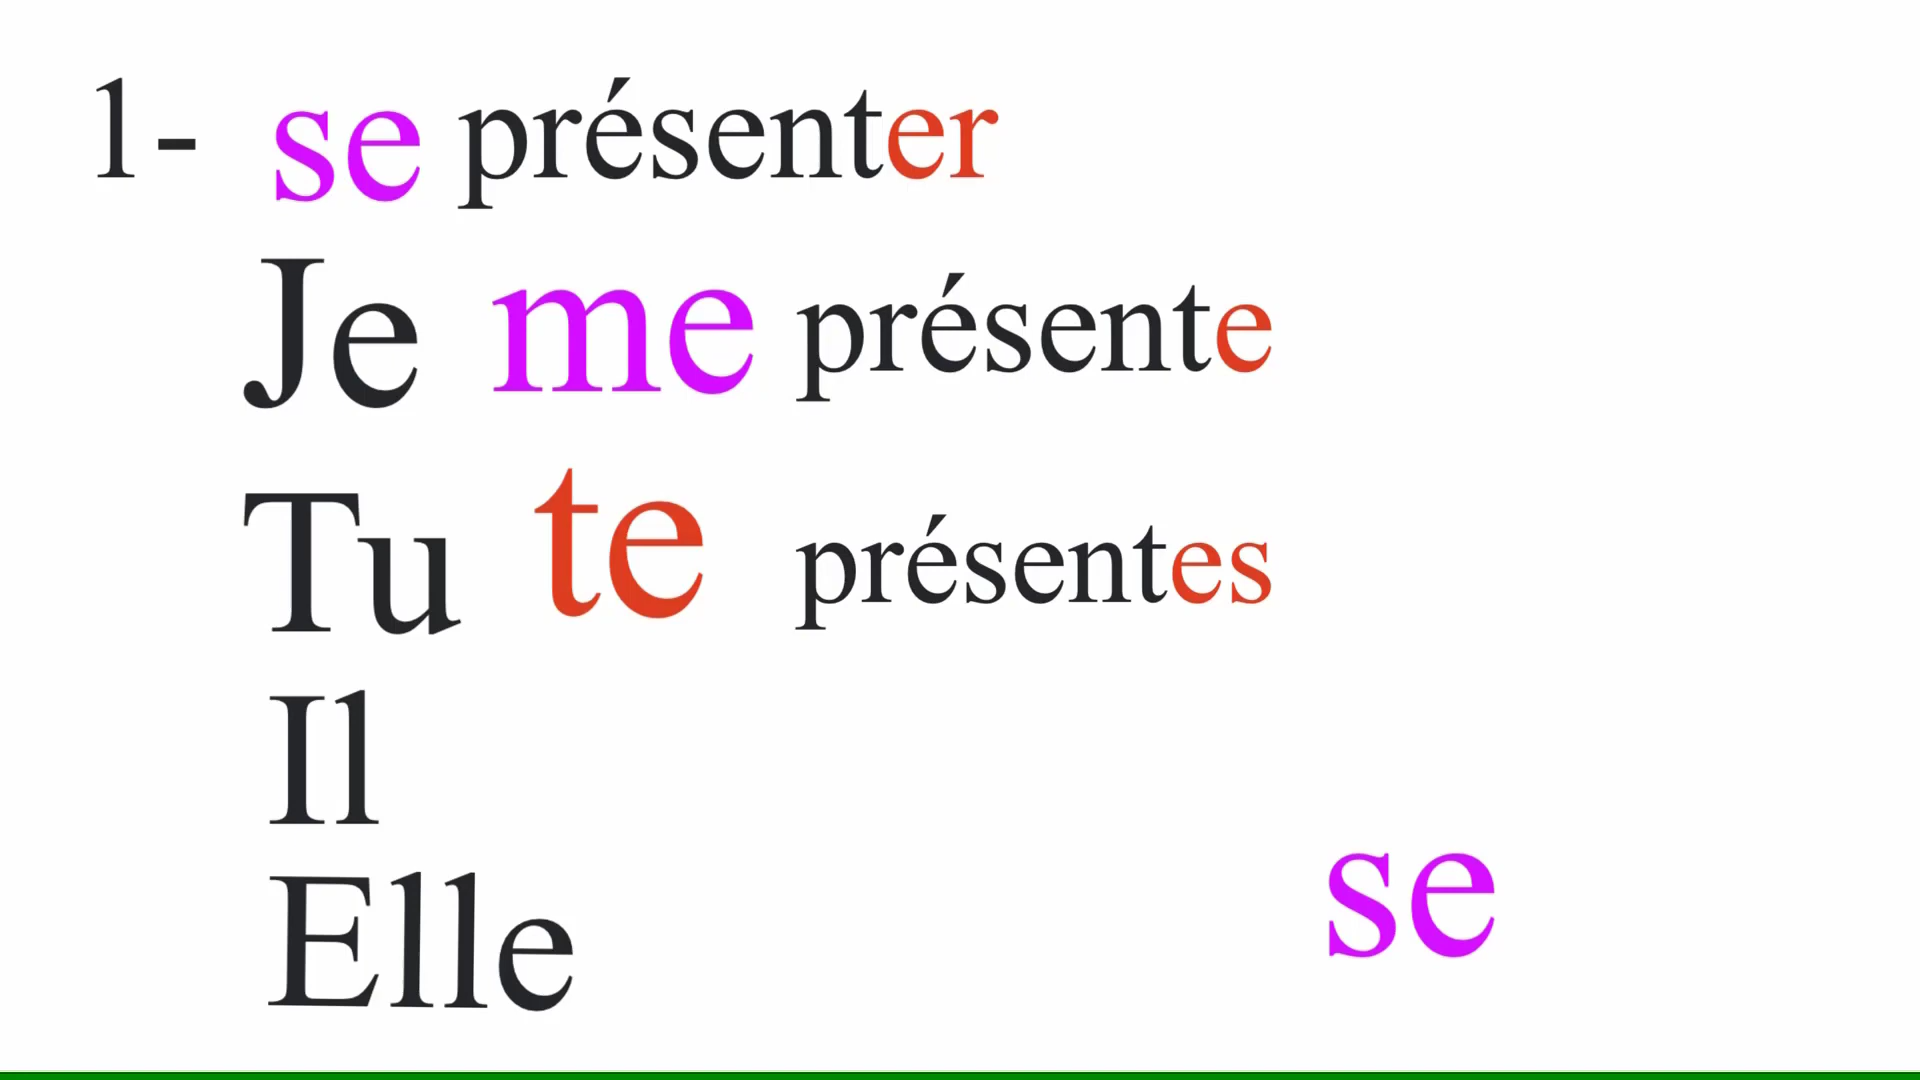 1- se présenter
Je me présente
Tu te présentes
Il
Elle
se